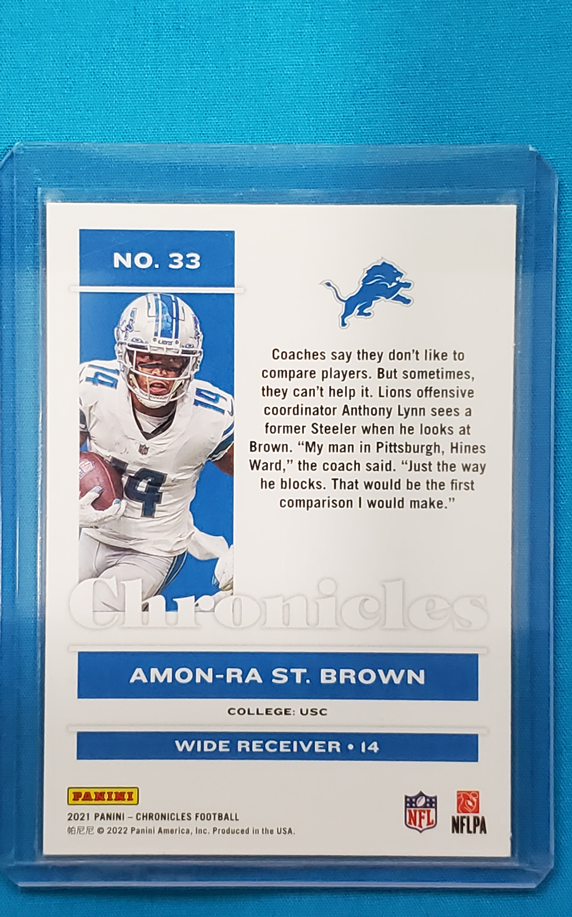 NO. 33
Coaches say they don't like to
compare players. But sometimes,
they can't help it. Lions offensive
coordinator Anthony Lynn sees a
former Steeler when he looks at
Brown. “My man in Pittsburgh, Hines
Ward,” the coach said. “Just the way
he blocks. That would be the first
comparison I would make.”
14
14
14
Chronicles
AMON-RA ST. BROWN
COLLEGE: USC
WIDE RECEIVER • 14
PANINI
2021 PANINI – CHRONICLES FOOTBALL
帕尼尼 © 2022 Panini America, Inc. Produced in the USA.
NFL
NFLPA